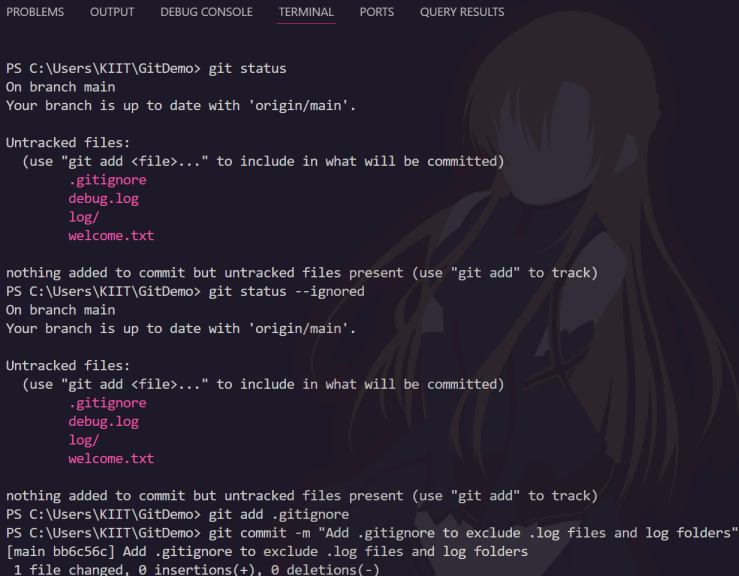 PROBLEMS OUTPUT DEBUG CONSOLE TERMINAL PORTS QUERY RESULTS
PS C:\Users\KIIT\GitDemo> git status
On branch main
Your branch is up to date with 'origin/main'.
Untracked files:
  (use "git add <file>..." to include in what will be committed)
        .gitignore
        debug.log
        log/
        welcome.txt
nothing added to commit but untracked files present (use "git add" to track)
PS C:\Users\KIIT\GitDemo> git status --ignored
On branch main
Your branch is up to date with 'origin/main'.
Untracked files:
  (use "git add <file>..." to include in what will be committed)
        .gitignore
        debug.log
        log/
        welcome.txt
nothing added to commit but untracked files present (use "git add" to track)
PS C:\Users\KIIT\GitDemo> git add .gitignore
PS C:\Users\KIIT\GitDemo> git commit -m "Add .gitignore to exclude .log files and log folders"
[main bb6c56c] Add .gitignore to exclude .log files and log folders
 1 file changed, 0 insertions(+), 0 deletions(-)